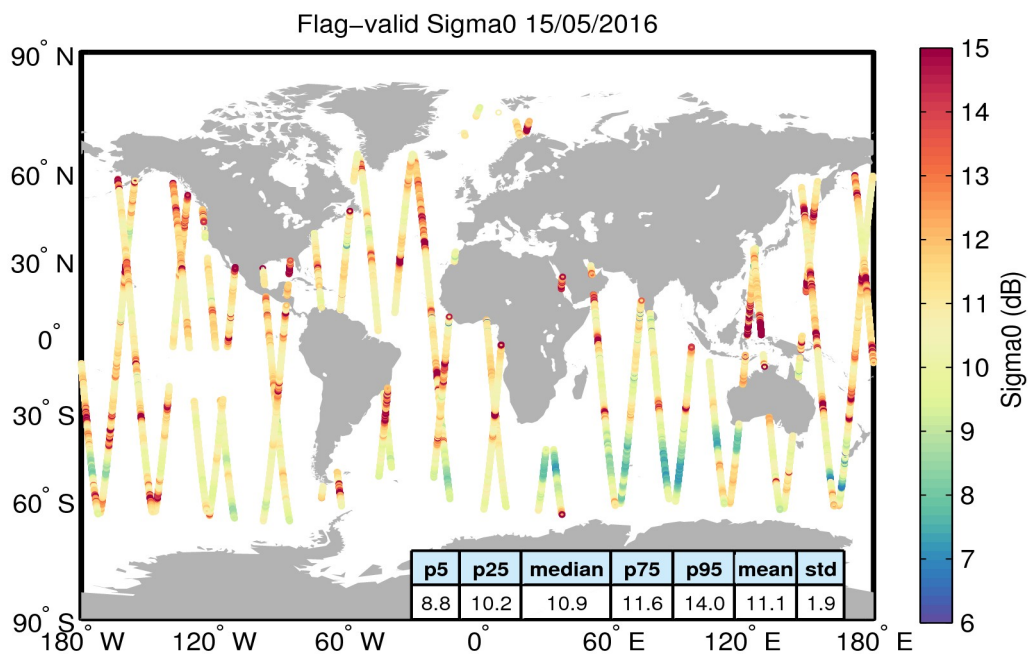 Flag−valid Sigma0 15/05/2016
90° N
60° N
30° N
0°
30° S
60° S
90° S
180° W
120° W
60° W
0°
60° E
120° E
180° E
p5 p25 median p75 p95 mean std
8.8 10.2 10.9 11.6 14.0 11.1 1.9
15
14
13
12
11
10
9
8
7
6
Sigma0 (dB)